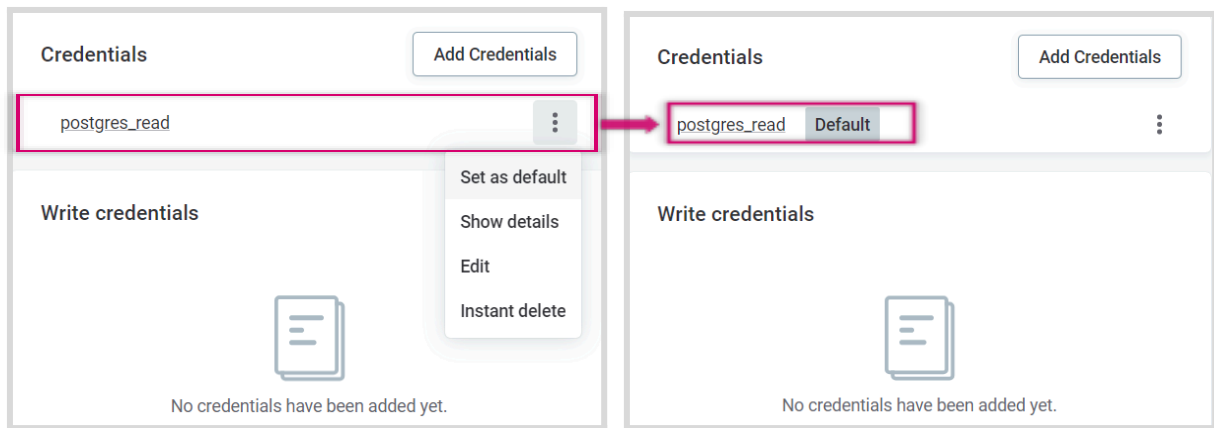 Credentials
Add Credentials
postgres_read
Set as default
Show details
Edit
Instant delete
Write credentials
No credentials have been added yet.
Credentials
Add Credentials
postgres_read Default
Write credentials
No credentials have been added yet.